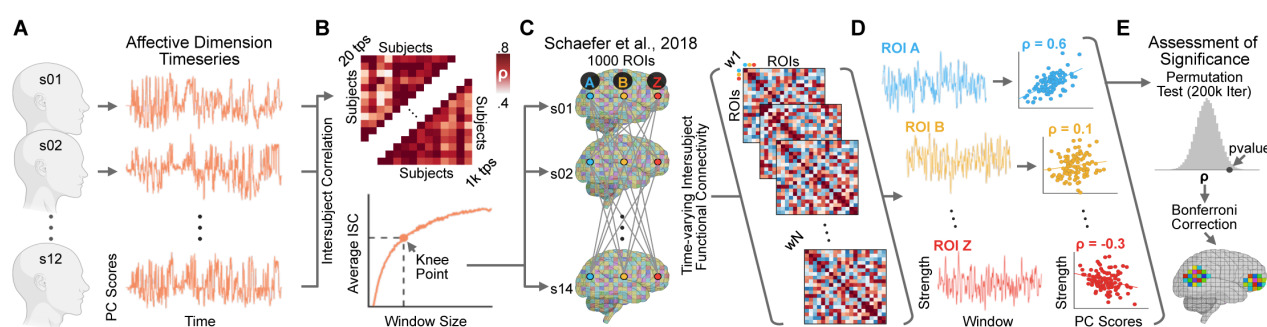 A
Affective Dimension
Timeseries
s01
s02
s12
PC Scores
Time
Intersubject Correlation
B
20 tps
Subjects
Subjects
Subjects
Subjects
1k tps
.8
ρ
.4
Average ISC
Knee
Point
Window Size
C
Schaefer et al., 2018
1000 ROIs
A
B
Z
s01
s02
s14
Time-varying Intersubject
Functional Connectivity
w1
ROIs
ROIs
wN
D
ROI A
ρ = 0.6
ROI B
ρ = 0.1
ROI Z
ρ = -0.3
Strength
Strength
Window
PC Scores
E
Assessment of
Significance
Permutation
Test (200k Iter)
pvalue
ρ
Bonferroni
Correction